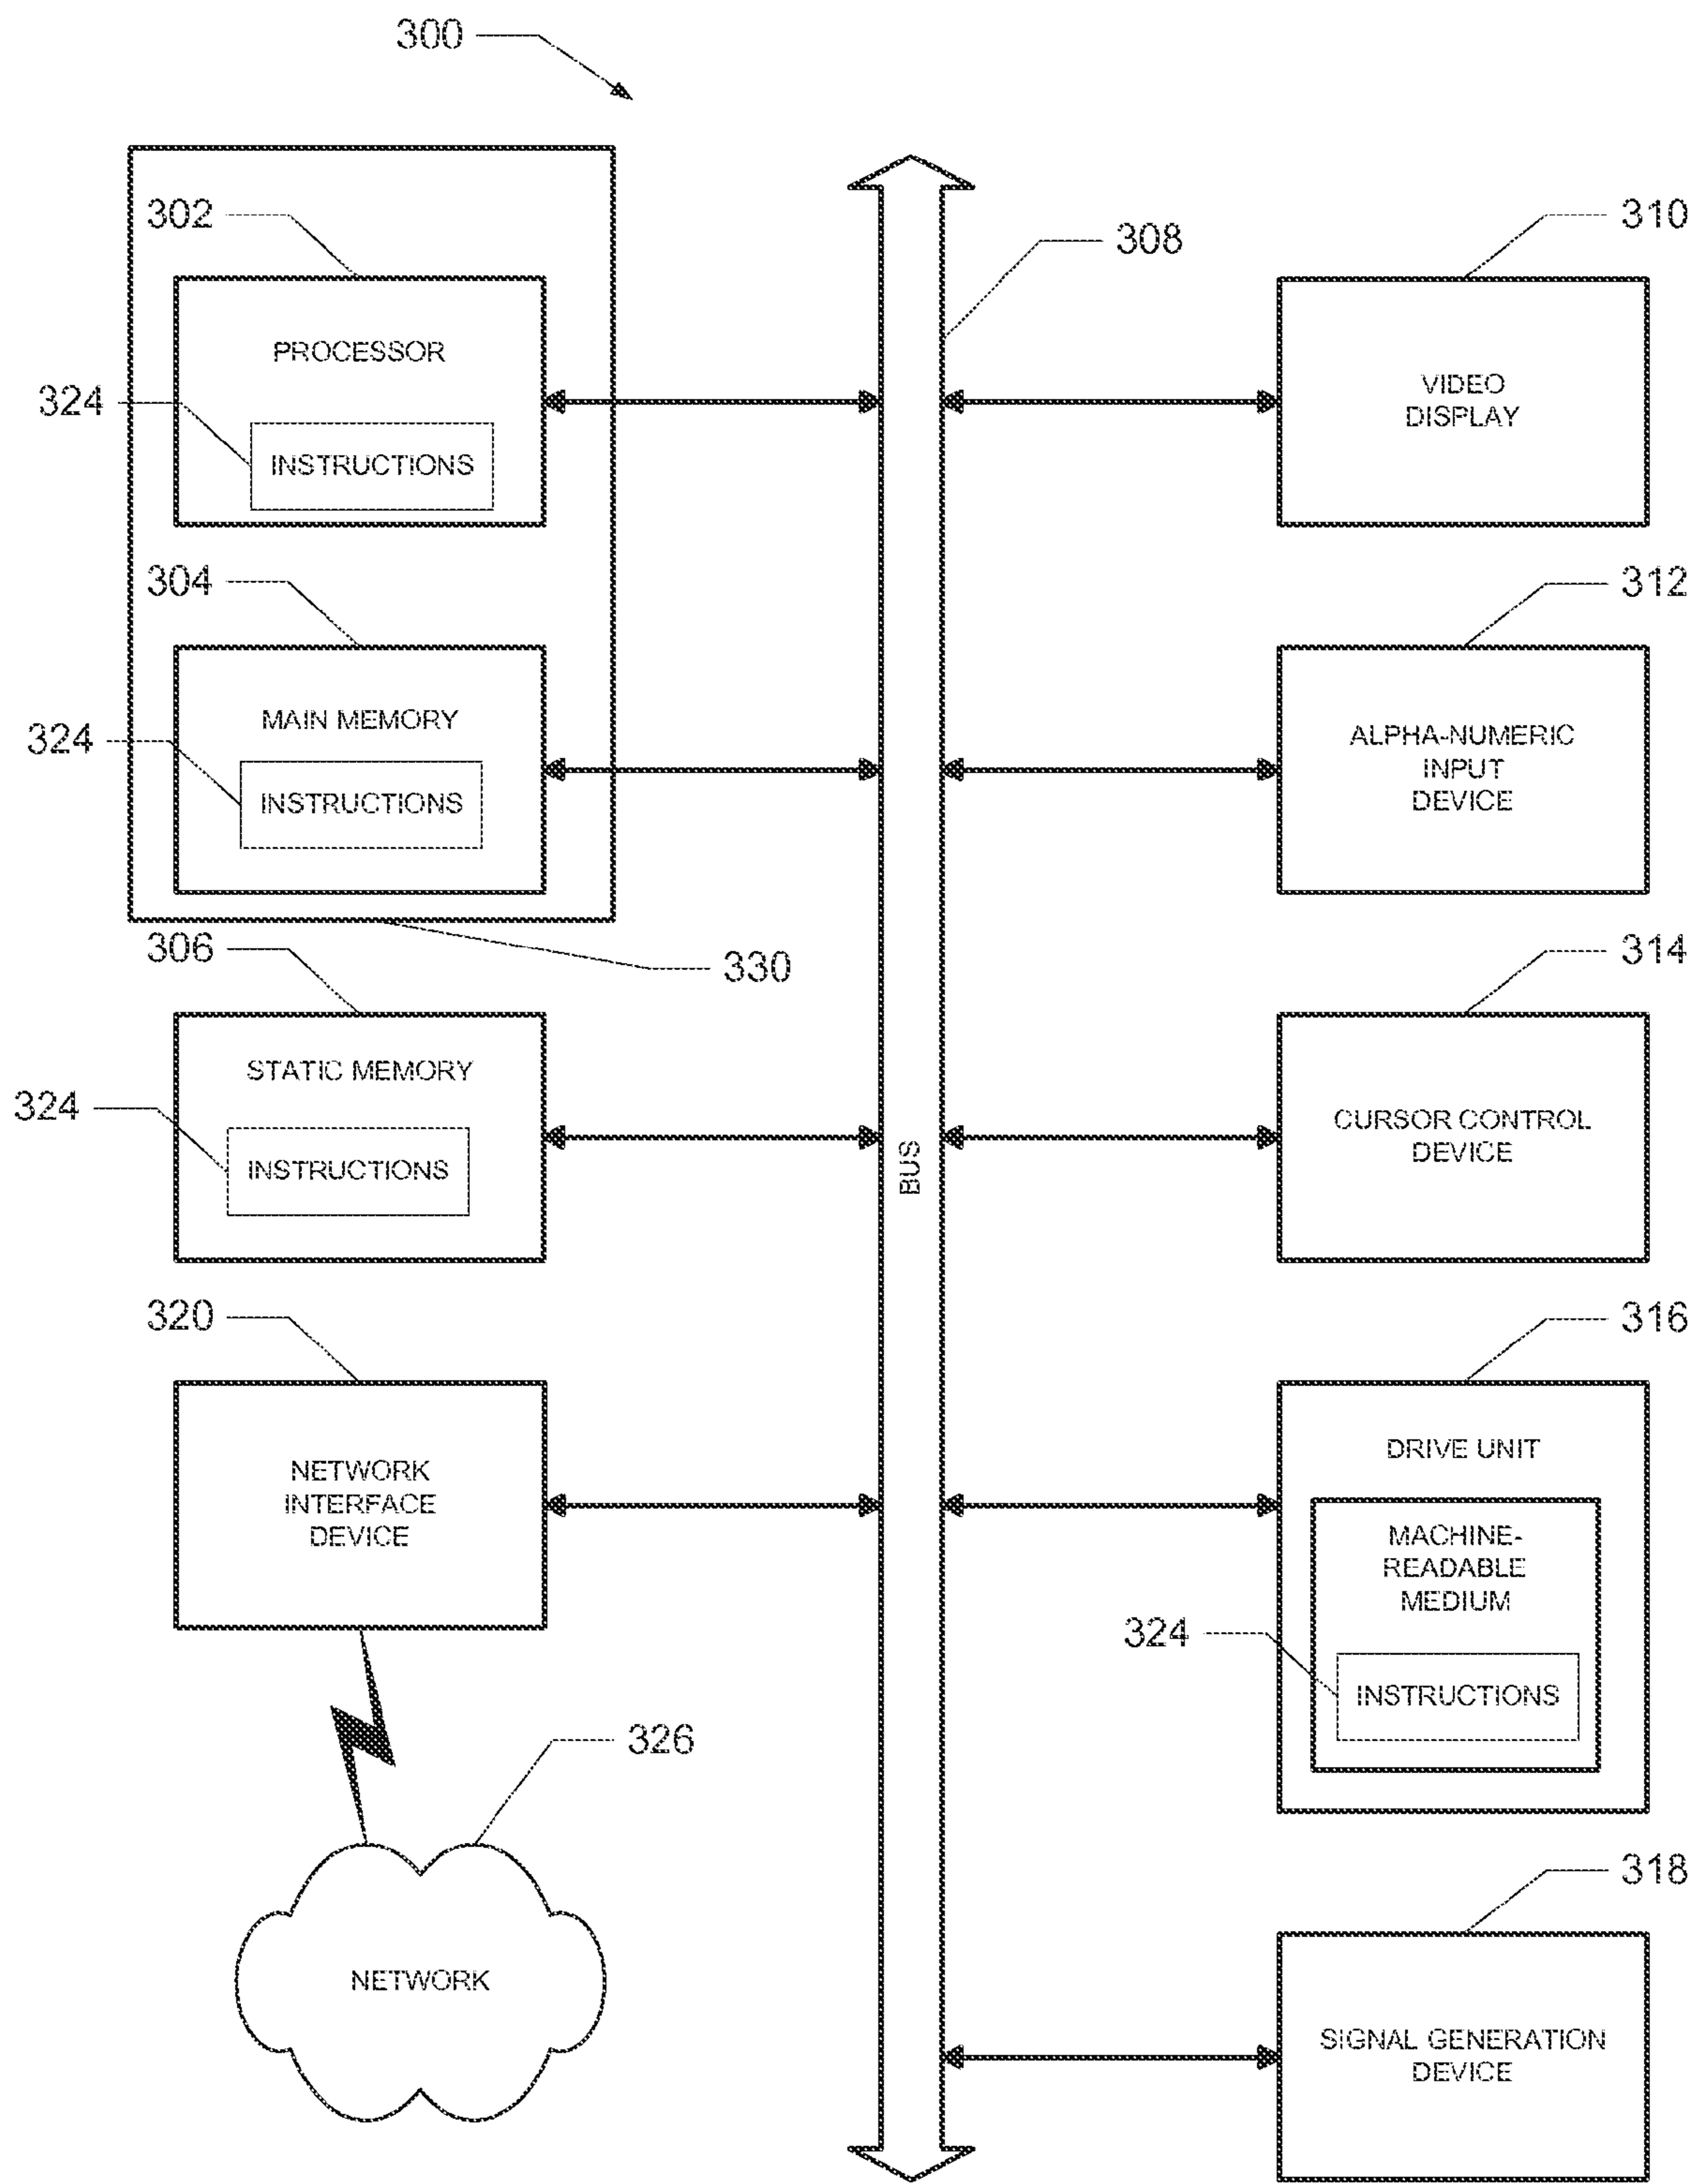 300
302
PROCESSOR
324
INSTRUCTIONS
304
MAIN MEMORY
324
INSTRUCTIONS
330
306
STATIC MEMORY
324
INSTRUCTIONS
320
NETWORK
INTERFACE
DEVICE
326
NETWORK
308
BUS
310
VIDEO
DISPLAY
312
ALPHA-NUMERIC
INPUT
DEVICE
314
CURSOR CONTROL
DEVICE
316
DRIVE UNIT
MACHINE-
READABLE
MEDIUM
324
INSTRUCTIONS
318
SIGNAL GENERATION
DEVICE